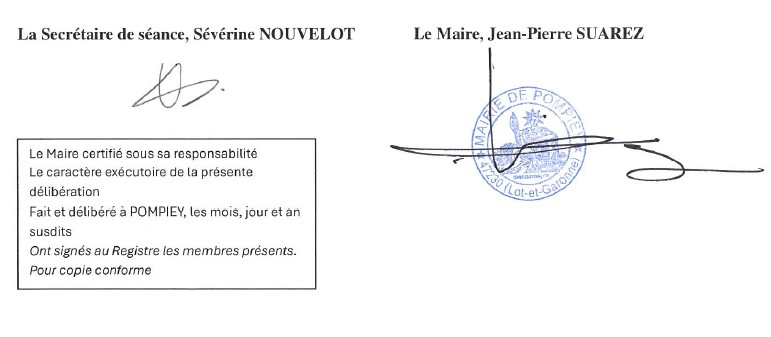 La Secrétaire de séance, Sévérine NOUVELOT
Le Maire, Jean-Pierre SUAREZ
MAIRIE DE POMPIEY
47230 (Lot-et-Garonne)
Le Maire certifié sous sa responsabilité
Le caractère exécutoire de la présente
délibération
Fait et délibéré à POMPIEY, les mois, jour et an
susdits
Ont signés au Registre les membres présents.
Pour copie conforme